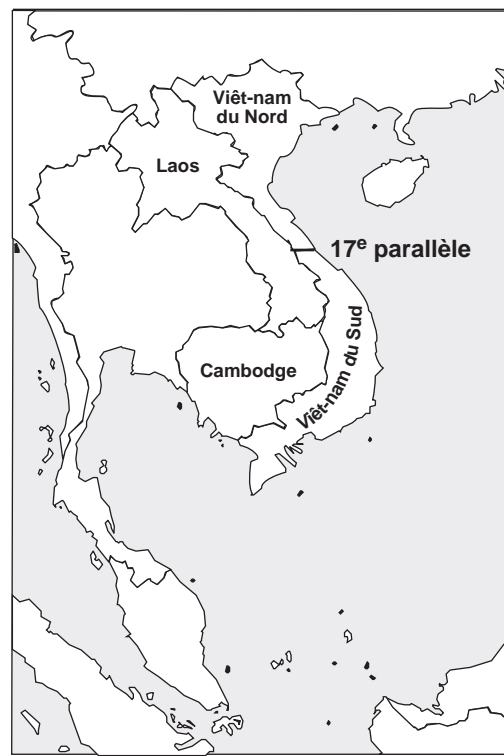 Viêt-nam
du Nord
Laos
17e parallèle
Cambodge
Viêt-nam du Sud